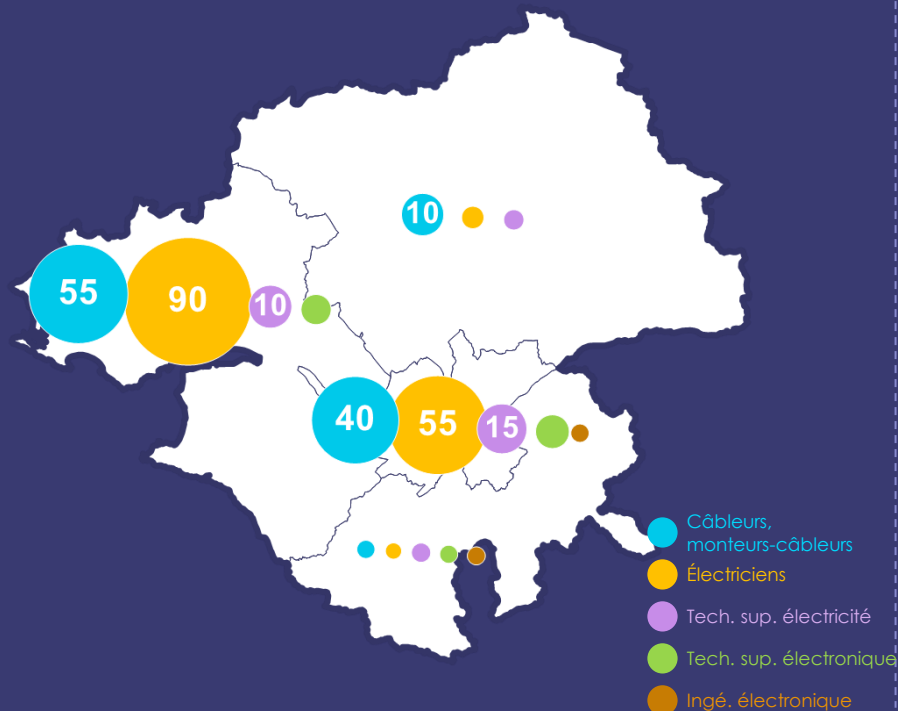 10
55
90
10
40
55
15
Câbleurs,
monteurs-câbleurs
Électriciens
Tech. sup. électricité
Tech. sup. électronique
Ingé. électronique